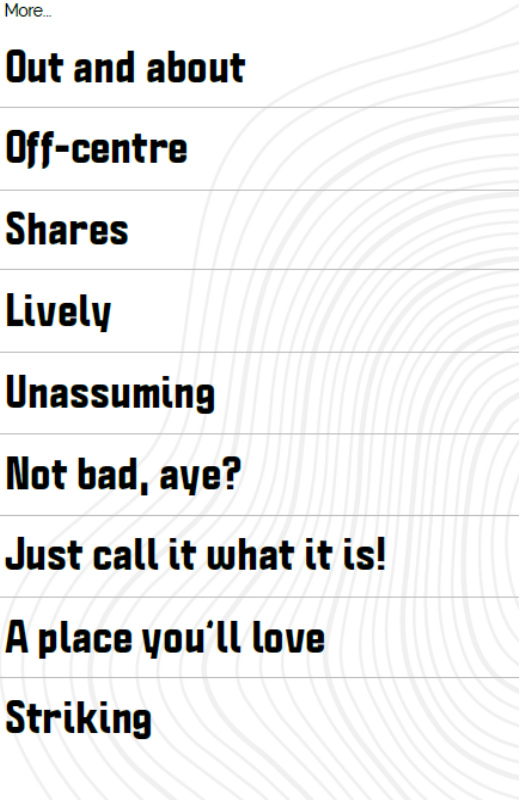 More...
Out and about
Off-centre
Shares
Lively
Unassuming
Not bad, aye?
Just call it what it is!
A place you'll love
Striking